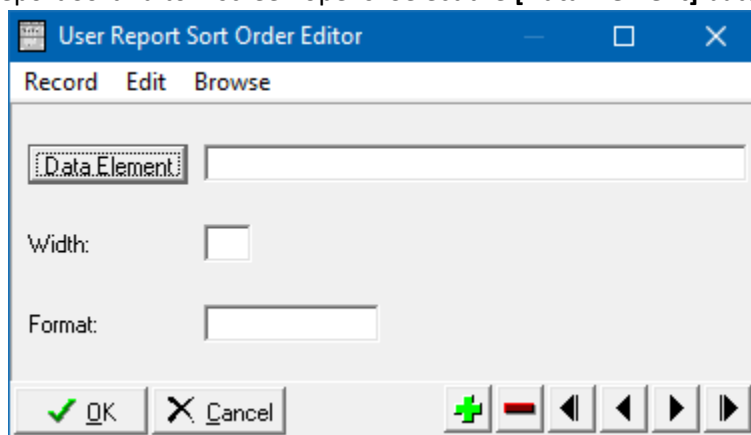 User Report Sort Order Editor
Record Edit Browse
Data Element
Width:
Format:
OK Cancel